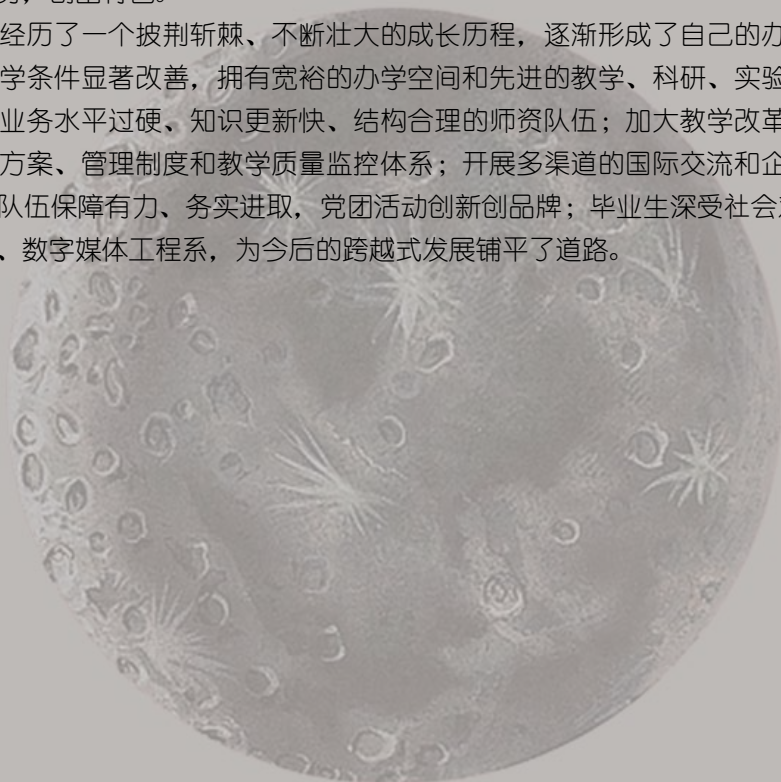 经历了一个披荆斩棘、不断壮大的成长历程，逐渐形成了自己的办
学条件显著改善，拥有宽裕的办学空间和先进的教学、科研、实验
业务水平过硬、知识更新快、结构合理的师资队伍；加大教学改革
方案、管理制度和教学质量监控体系；开展多渠道的国际交流和企
队伍保障有力、务实进取，党团活动创新创品牌；毕业生深受社会
、数字媒体工程系，为今后的跨越式发展铺平了道路。